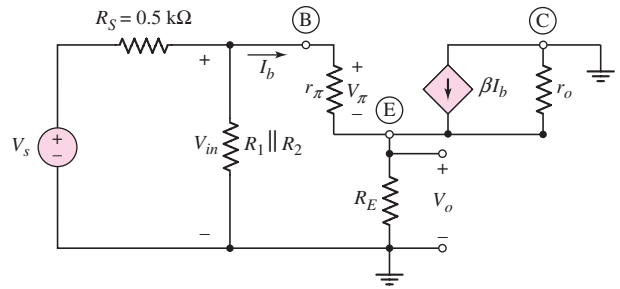 R_S = 0.5 kΩ
B
C
+
I_b
+
r_π
V_π
−
E
βI_b
r_o
V_s
+
−
V_in
R_1 || R_2
+
R_E
V_o
−
−